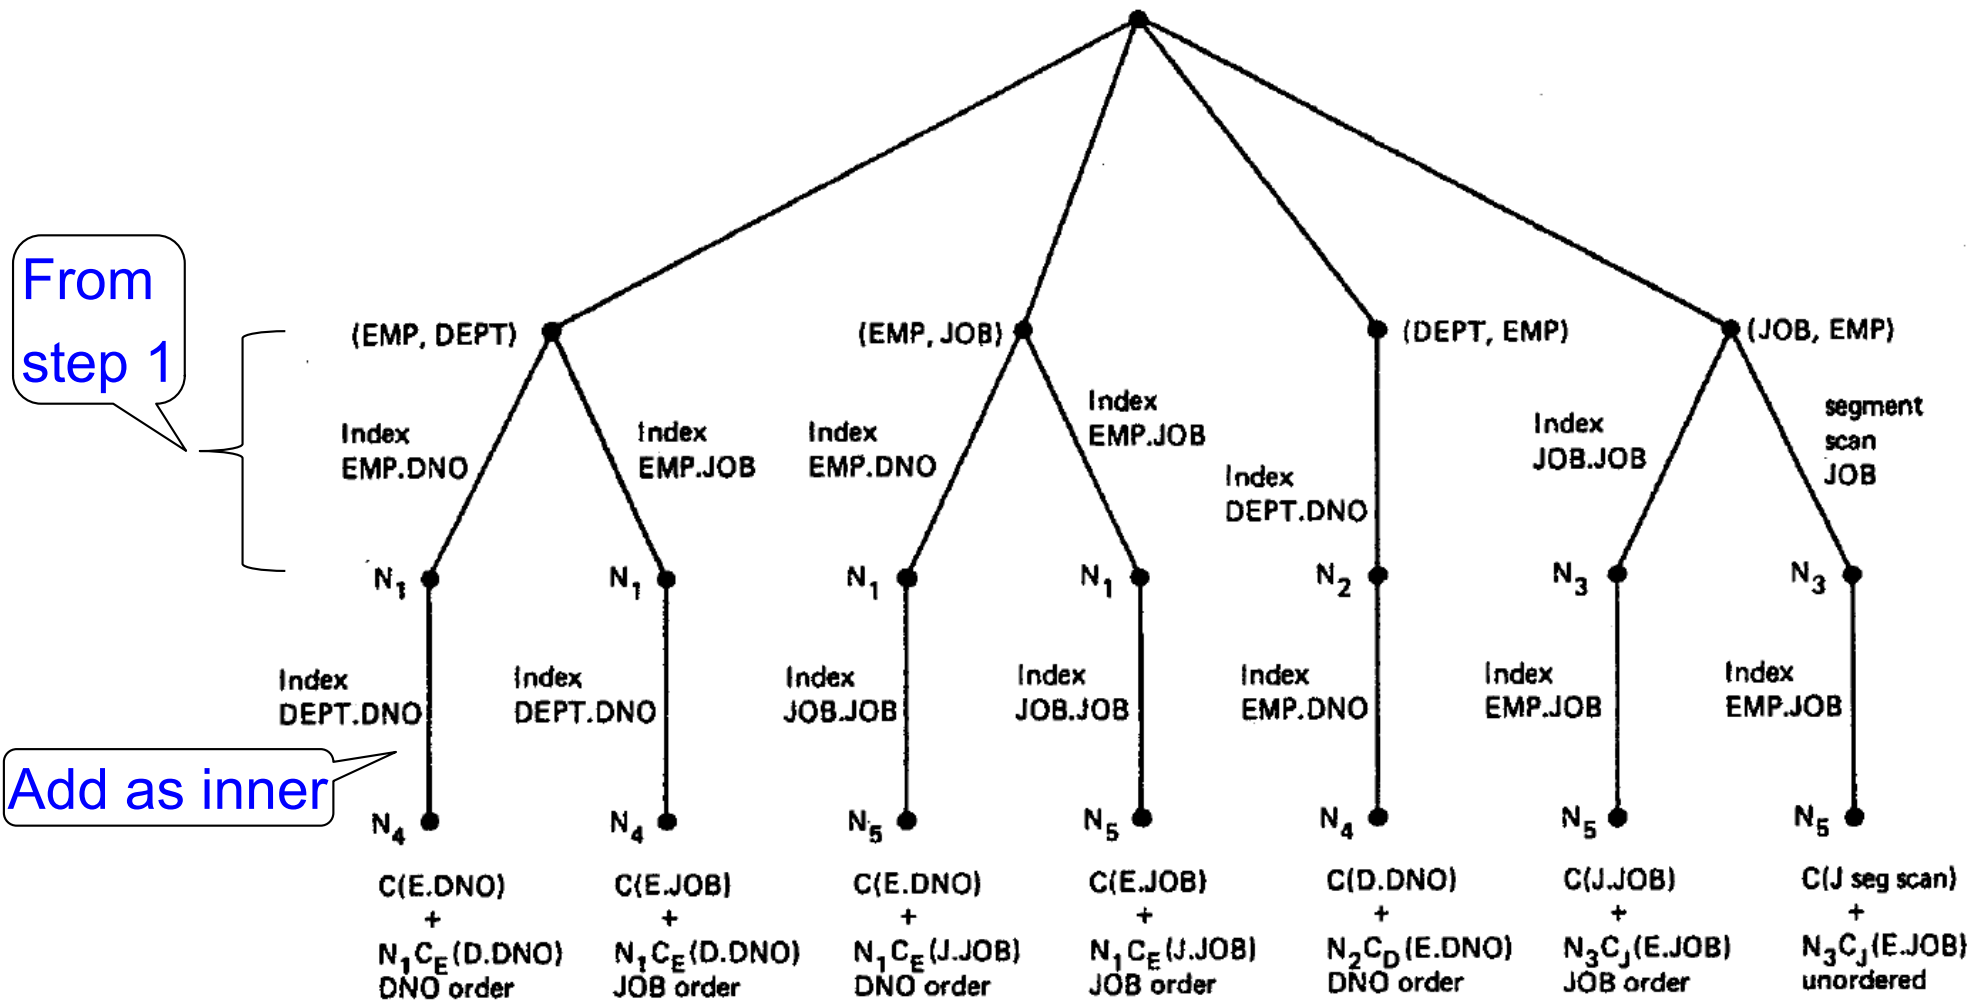 From
step 1
(EMP, DEPT)
(EMP, JOB)
(DEPT, EMP)
(JOB, EMP)
Index
EMP.DNO
Index
EMP.JOB
Index
EMP.DNO
Index
EMP.JOB
Index
DEPT.DNO
Index
JOB.JOB
segment
scan
JOB
N1
N1
N1
N1
N2
N3
N3
Index
DEPT.DNO
Index
DEPT.DNO
Index
JOB.JOB
Index
JOB.JOB
Index
EMP.DNO
Index
EMP.JOB
Index
EMP.JOB
Add as inner
N4
N4
N5
N5
N4
N5
N5
C(E.DNO)
+
N1CE(D.DNO)
DNO order
C(E.JOB)
+
N1CE(D.DNO)
JOB order
C(E.DNO)
+
N1CE(J.JOB)
DNO order
C(E.JOB)
+
N1CE(J.JOB)
JOB order
C(D.DNO)
+
N2CD(E.DNO)
DNO order
C(J.JOB)
+
N3CJ(E.JOB)
JOB order
C(J seg scan)
+
N3CJ(E.JOB)
unordered